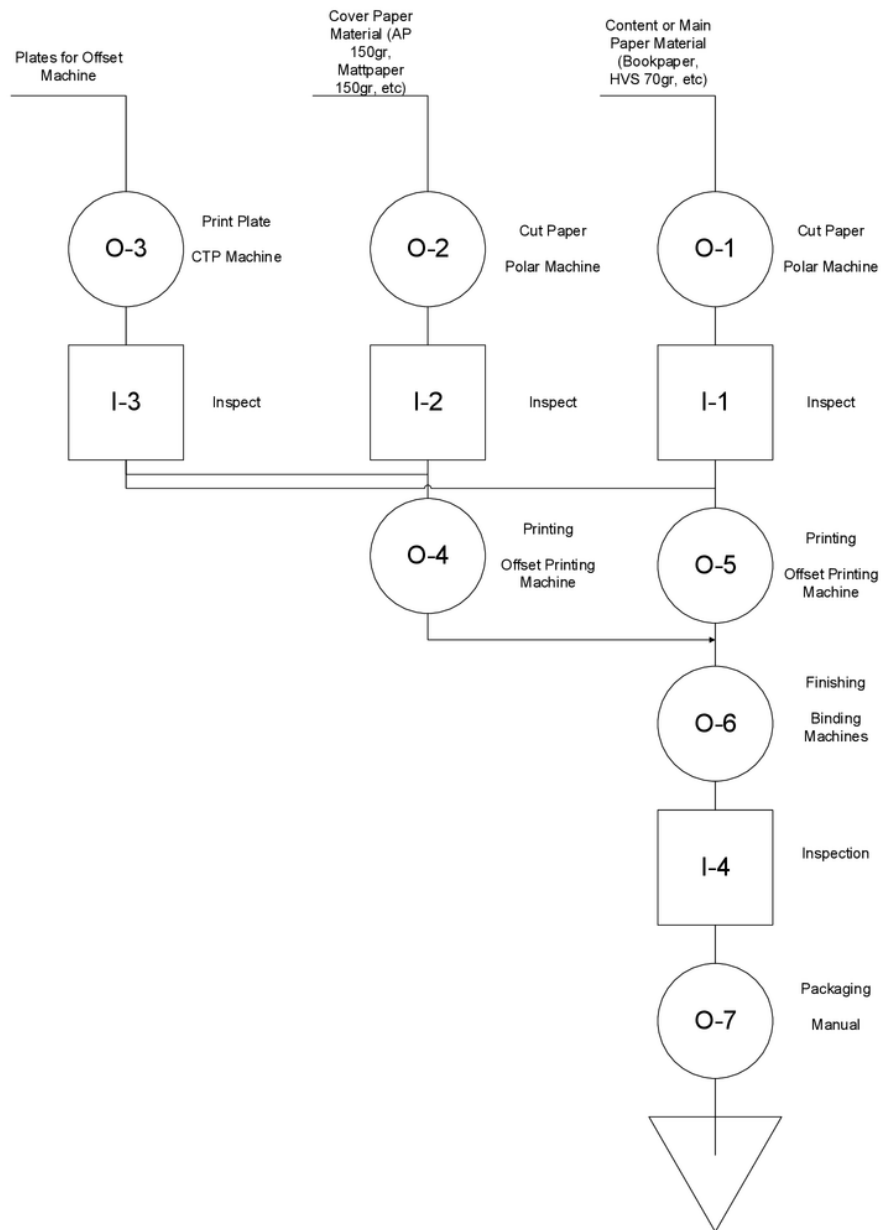 Plates for Offset
Machine
Cover Paper
Material (AP
150gr,
Mattpaper
150gr, etc)
Content or Main
Paper Material
(Bookpaper,
HVS 70gr, etc)
O-3
Print Plate
CTP Machine
O-2
Cut Paper
Polar Machine
O-1
Cut Paper
Polar Machine
I-3
Inspect
I-2
Inspect
I-1
Inspect
O-4
Printing
Offset Printing
Machine
O-5
Printing
Offset Printing
Machine
O-6
Finishing
Binding
Machines
I-4
Inspection
O-7
Packaging
Manual